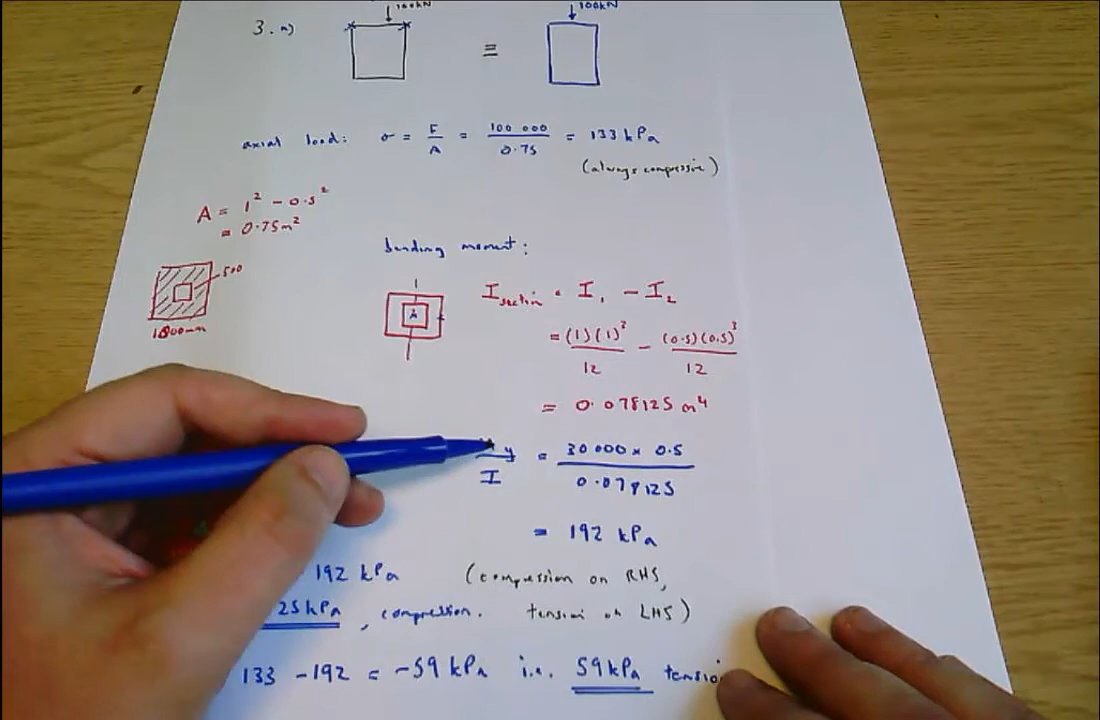 100kN
100kN
3. a)
≡
axial load: σ = F/A = 100 000/0.75 = 133 kPa
(always compressive)
A = 1² - 0.5²
= 0.75m²
500
1000mm
bending moment:
A
I section = I₁ - I₂
= (1)(1)²/12 - (0.5)(0.5)³/12
= 0.078125 m⁴
y/I = 30 000 x 0.5/0.078125
= 192 kPa
192 kPa (compression on RHS,
25 kPa, compression. tension on LHS)
133 - 192 = -59 kPa i.e. 59 kPa tension